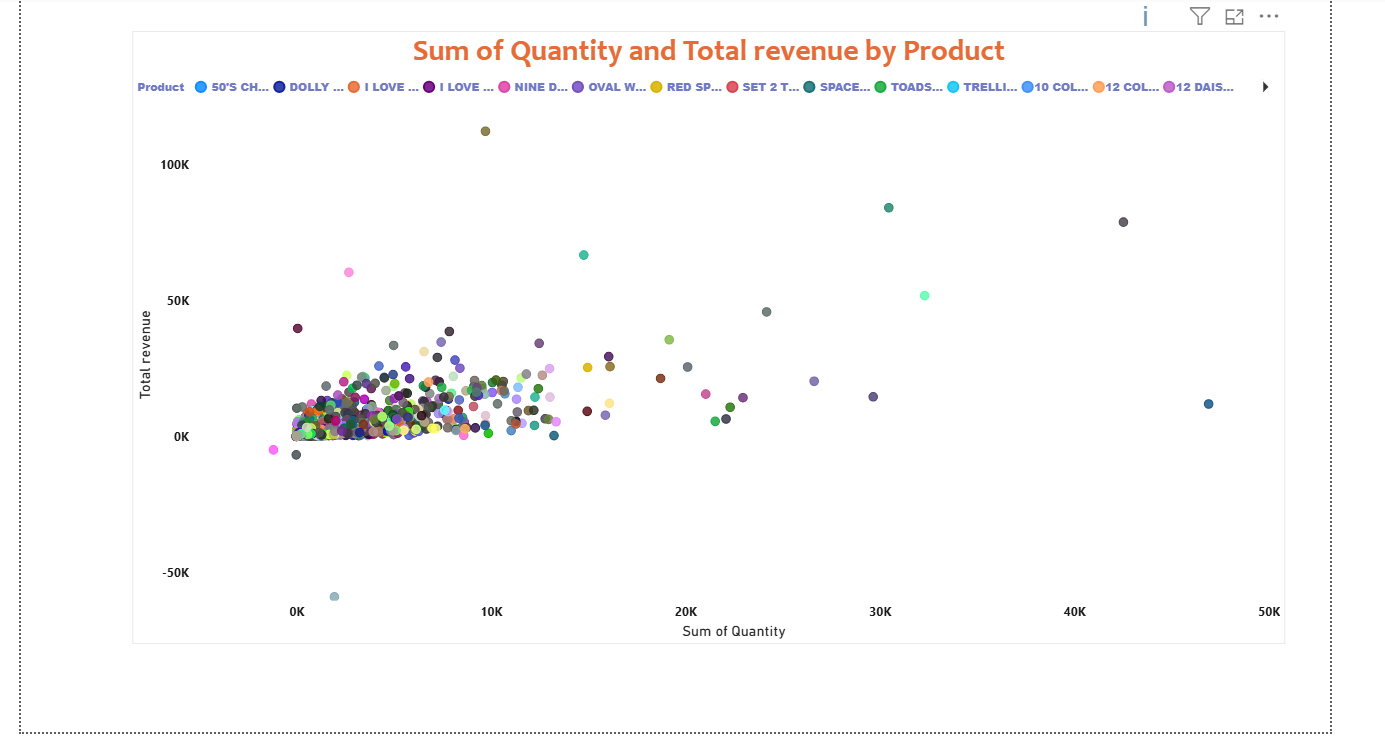 Sum of Quantity and Total revenue by Product
Product 50'S CH... DOLLY ... I LOVE ... I LOVE ... NINE D... OVAL W... RED SP... SET 2 T... SPACE... TOADS... TRELLI... 10 COL... 12 COL... 12 DAIS...
100K
50K
0K
-50K
Total revenue
0K 10K 20K 30K 40K 50K
Sum of Quantity